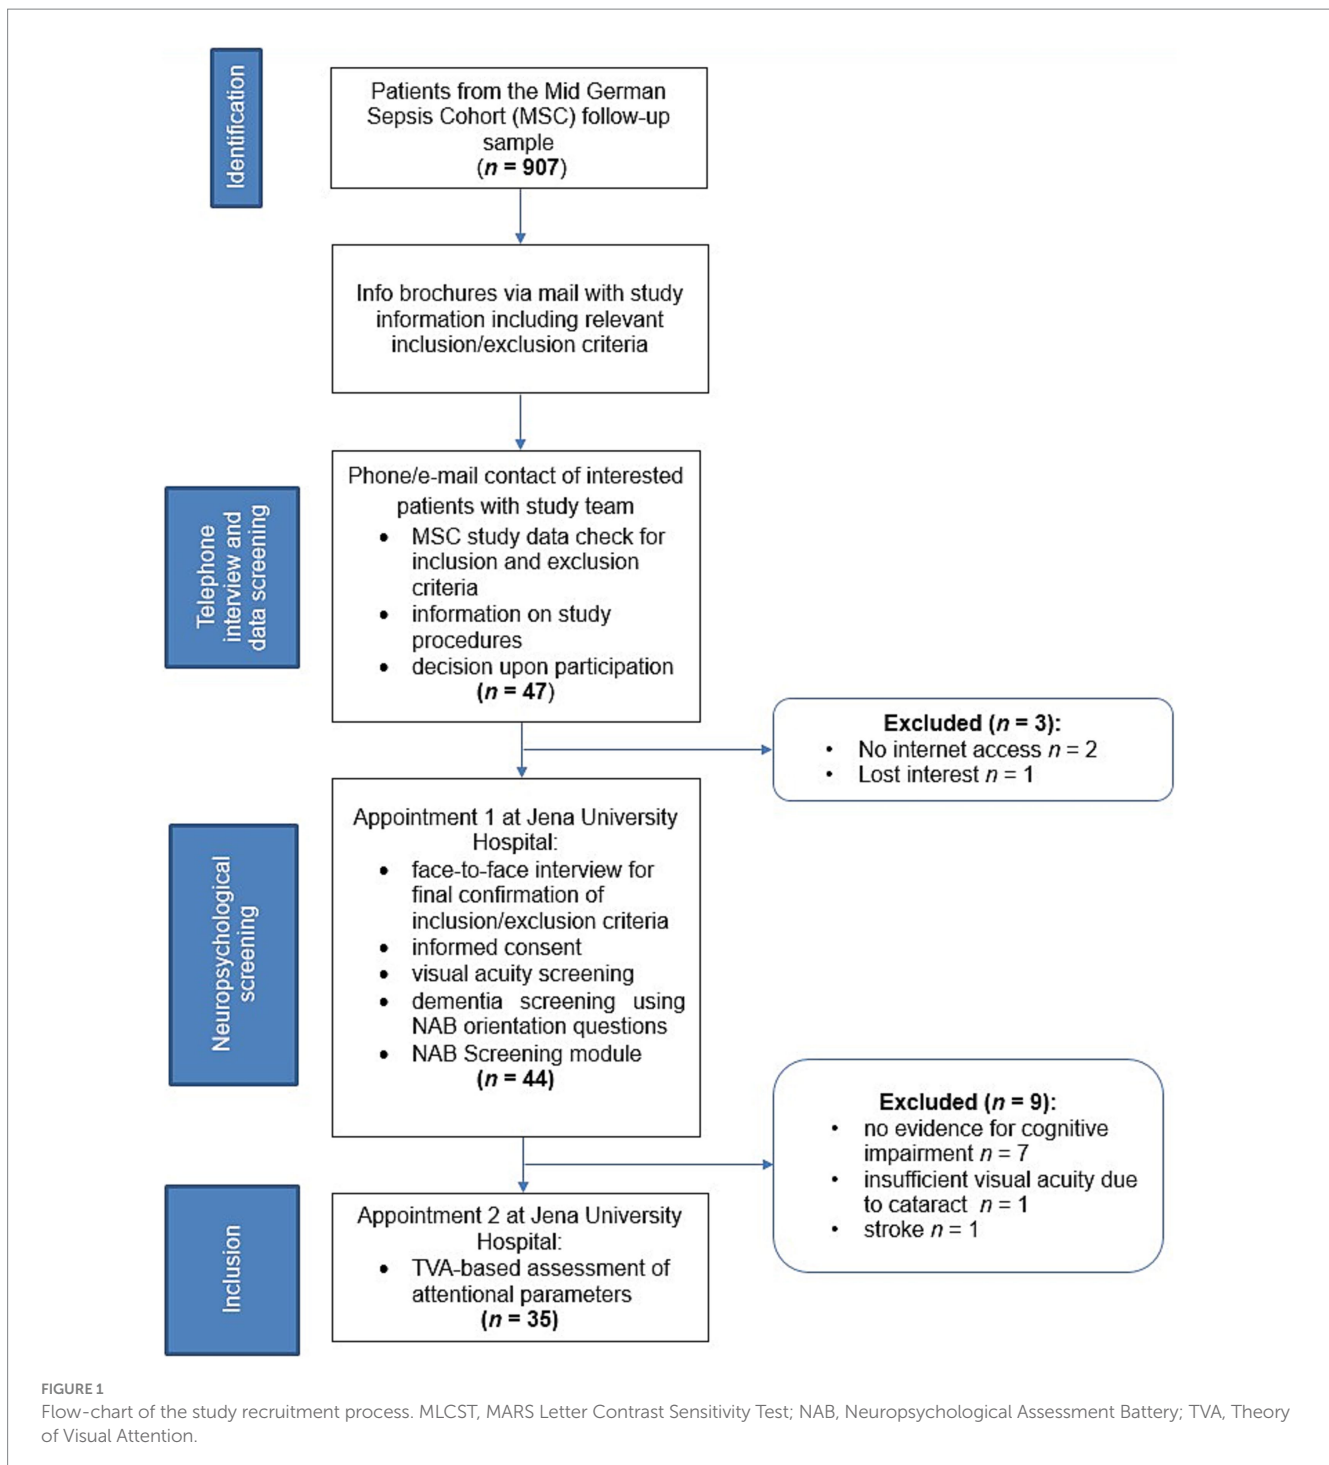 Identification
Patients from the Mid German
Sepsis Cohort (MSC) follow-up
sample
(n = 907)
Info brochures via mail with study
information including relevant
inclusion/exclusion criteria
Telephone
interview and
data screening
Phone/e-mail contact of interested
patients with study team
• MSC study data check for
inclusion and exclusion
criteria
• information on study
procedures
• decision upon participation
(n = 47)
Excluded (n = 3):
• No internet access n = 2
• Lost interest n = 1
Neuropsychological
screening
Appointment 1 at Jena University
Hospital:
• face-to-face interview for
final confirmation of
inclusion/exclusion criteria
• informed consent
• visual acuity screening
• dementia screening using
NAB orientation questions
• NAB Screening module
(n = 44)
Excluded (n = 9):
• no evidence for cognitive
impairment n = 7
• insufficient visual acuity due
to cataract n = 1
• stroke n = 1
Inclusion
Appointment 2 at Jena University
Hospital:
• TVA-based assessment of
attentional parameters
(n = 35)
FIGURE 1
Flow-chart of the study recruitment process. MLCST, MARS Letter Contrast Sensitivity Test; NAB, Neuropsychological Assessment Battery; TVA, Theory
of Visual Attention.